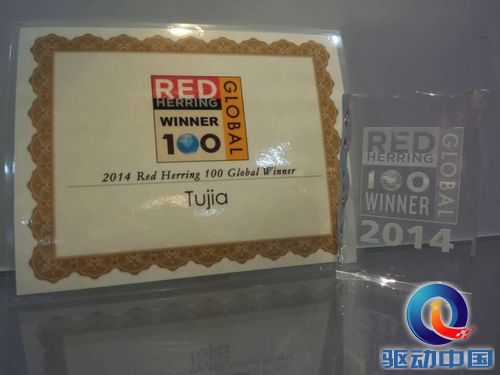 RED
HERRING
WINNER
100
GLOBAL
2014 Red Herring 100 Global Winner
Tujia
RED
HERRING
100
WINNER
GLOBAL
2014
Tujia
驱动中国